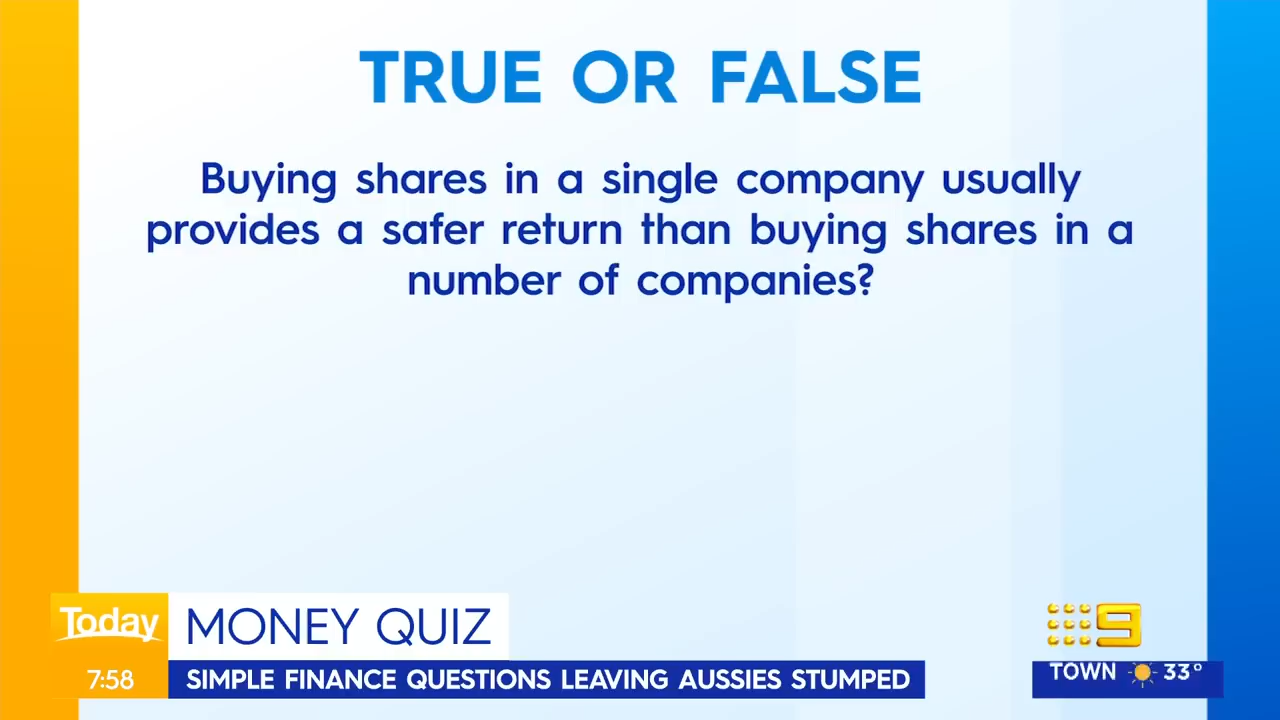 TRUE OR FALSE
Buying shares in a single company usually
provides a safer return than buying shares in a
number of companies?
Today
MONEY QUIZ
7:58
SIMPLE FINANCE QUESTIONS LEAVING AUSSIES STUMPED
9
TOWN 33°